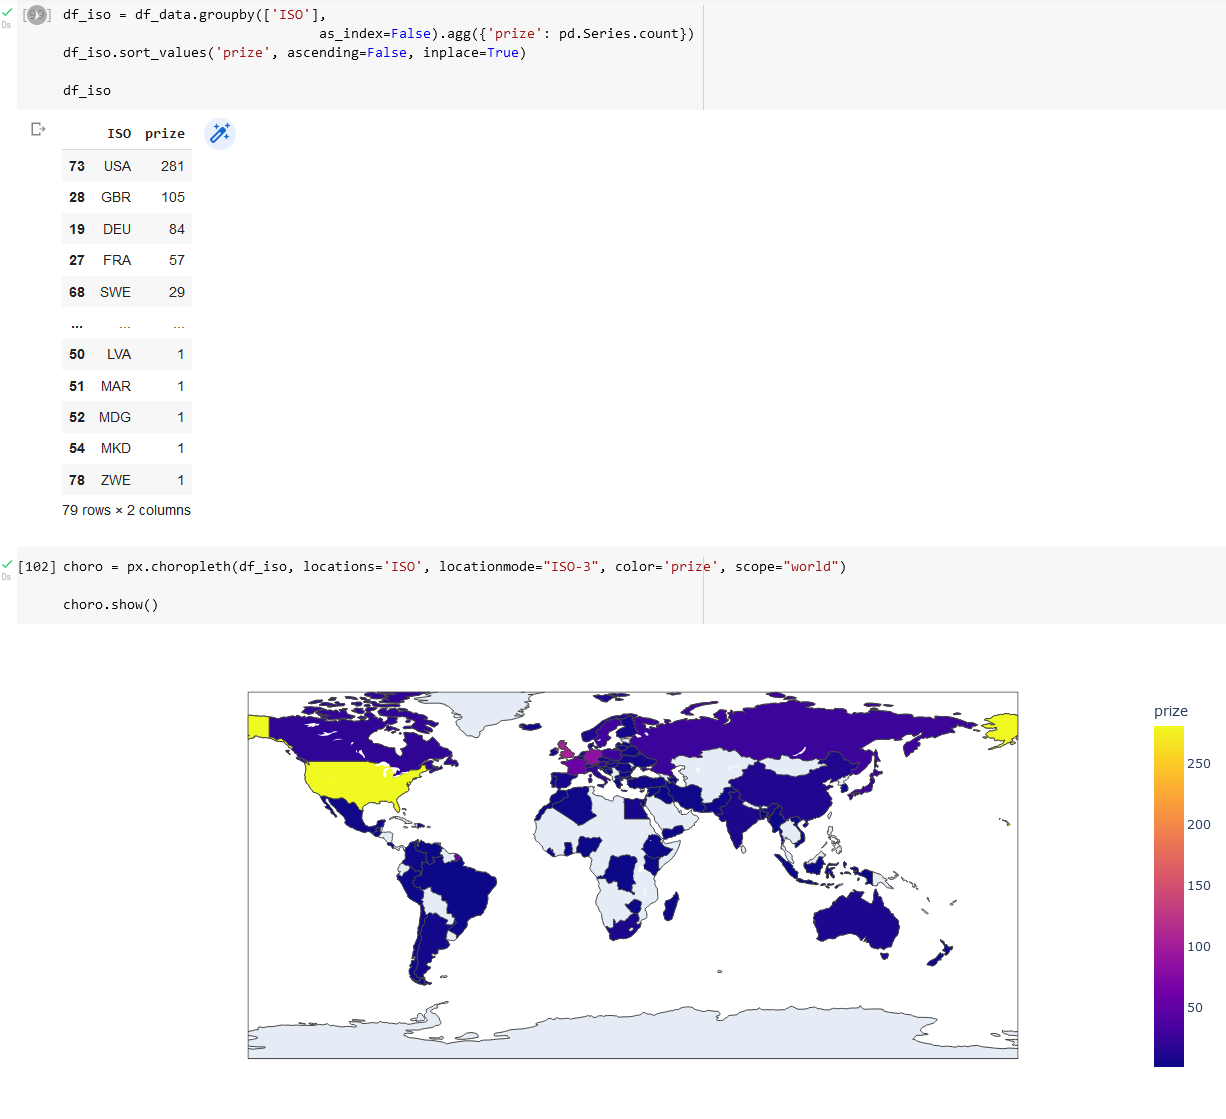 df_iso = df_data.groupby(['ISO'],
as_index=False).agg({'prize': pd.Series.count})
df_iso.sort_values('prize', ascending=False, inplace=True)
df_iso
0s
ISO prize
73 USA 281
28 GBR 105
19 DEU 84
27 FRA 57
68 SWE 29
... ... ...
50 LVA 1
51 MAR 1
52 MDG 1
54 MKD 1
78 ZWE 1
79 rows × 2 columns
[102] choro = px.choropleth(df_iso, locations='ISO', locationmode="ISO-3", color='prize', scope="world")
0s
choro.show()
prize
250
200
150
100
50